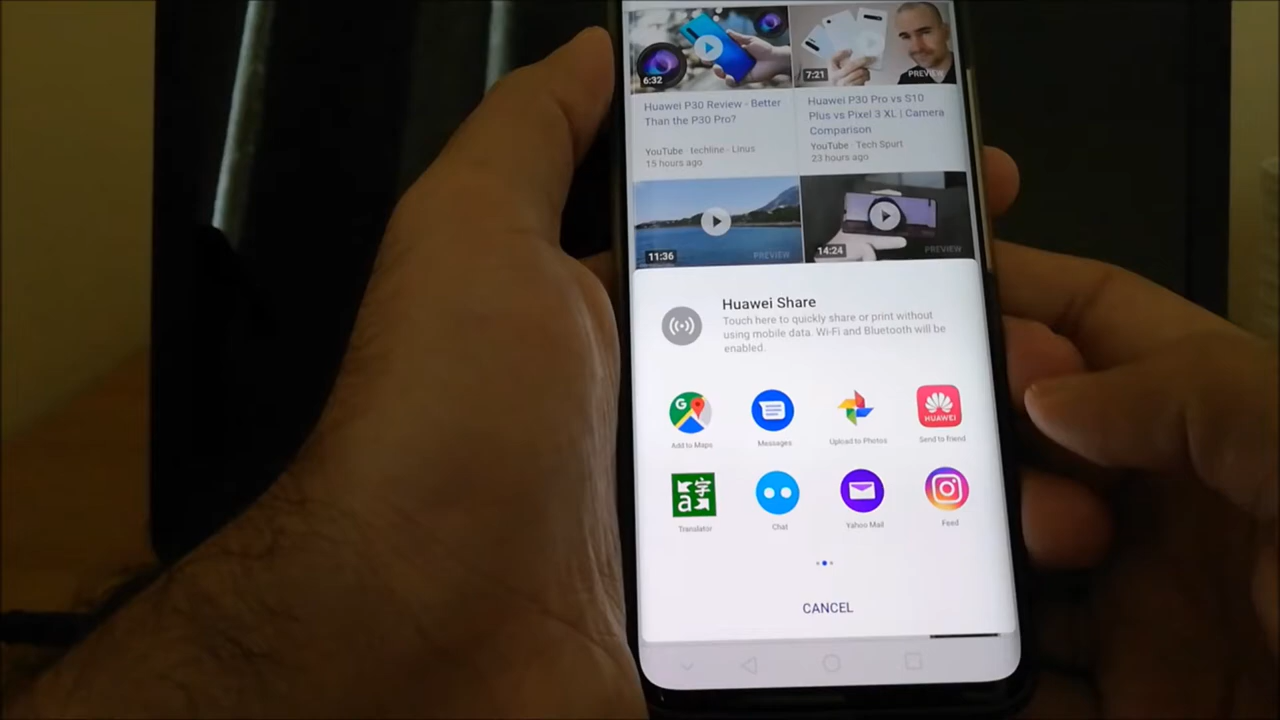 6:32
7:21
PREVIEW
Huawei P30 Review - Better
Than the P30 Pro?
YouTube · techline - Linus
15 hours ago
Huawei P30 Pro vs S10
Plus vs Pixel 3 XL | Camera
Comparison
YouTube · Tech Spurt
23 hours ago
11:36
PREVIEW
14:24
PREVIEW
Huawei Share
Touch here to quickly share or print without
using mobile data. Wi-Fi and Bluetooth will be
enabled.
G
HUAWEI
Add to Maps
Messages
Upload to Photos
Send to friend
字
a
Translator
Chat
Yahoo Mail
Feed
CANCEL